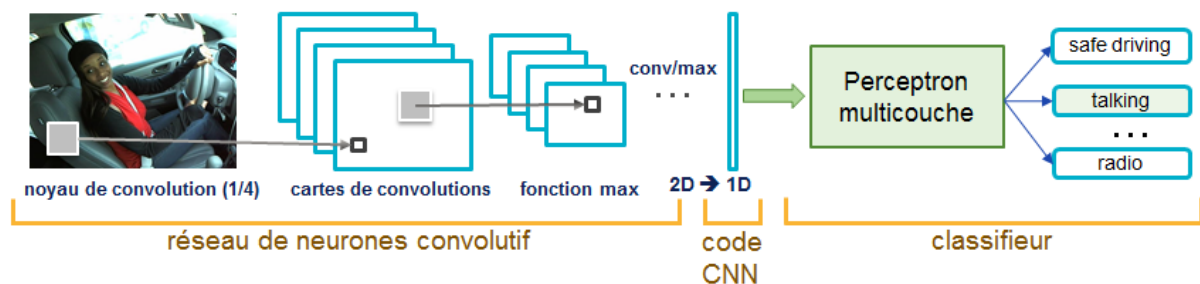 noyau de convolution (1/4)
cartes de convolutions
fonction max
conv/max
...
2D ➔ 1D
Perceptron
multicouche
safe driving
talking
...
radio
réseau de neurones convolutif
code
CNN
classifieur